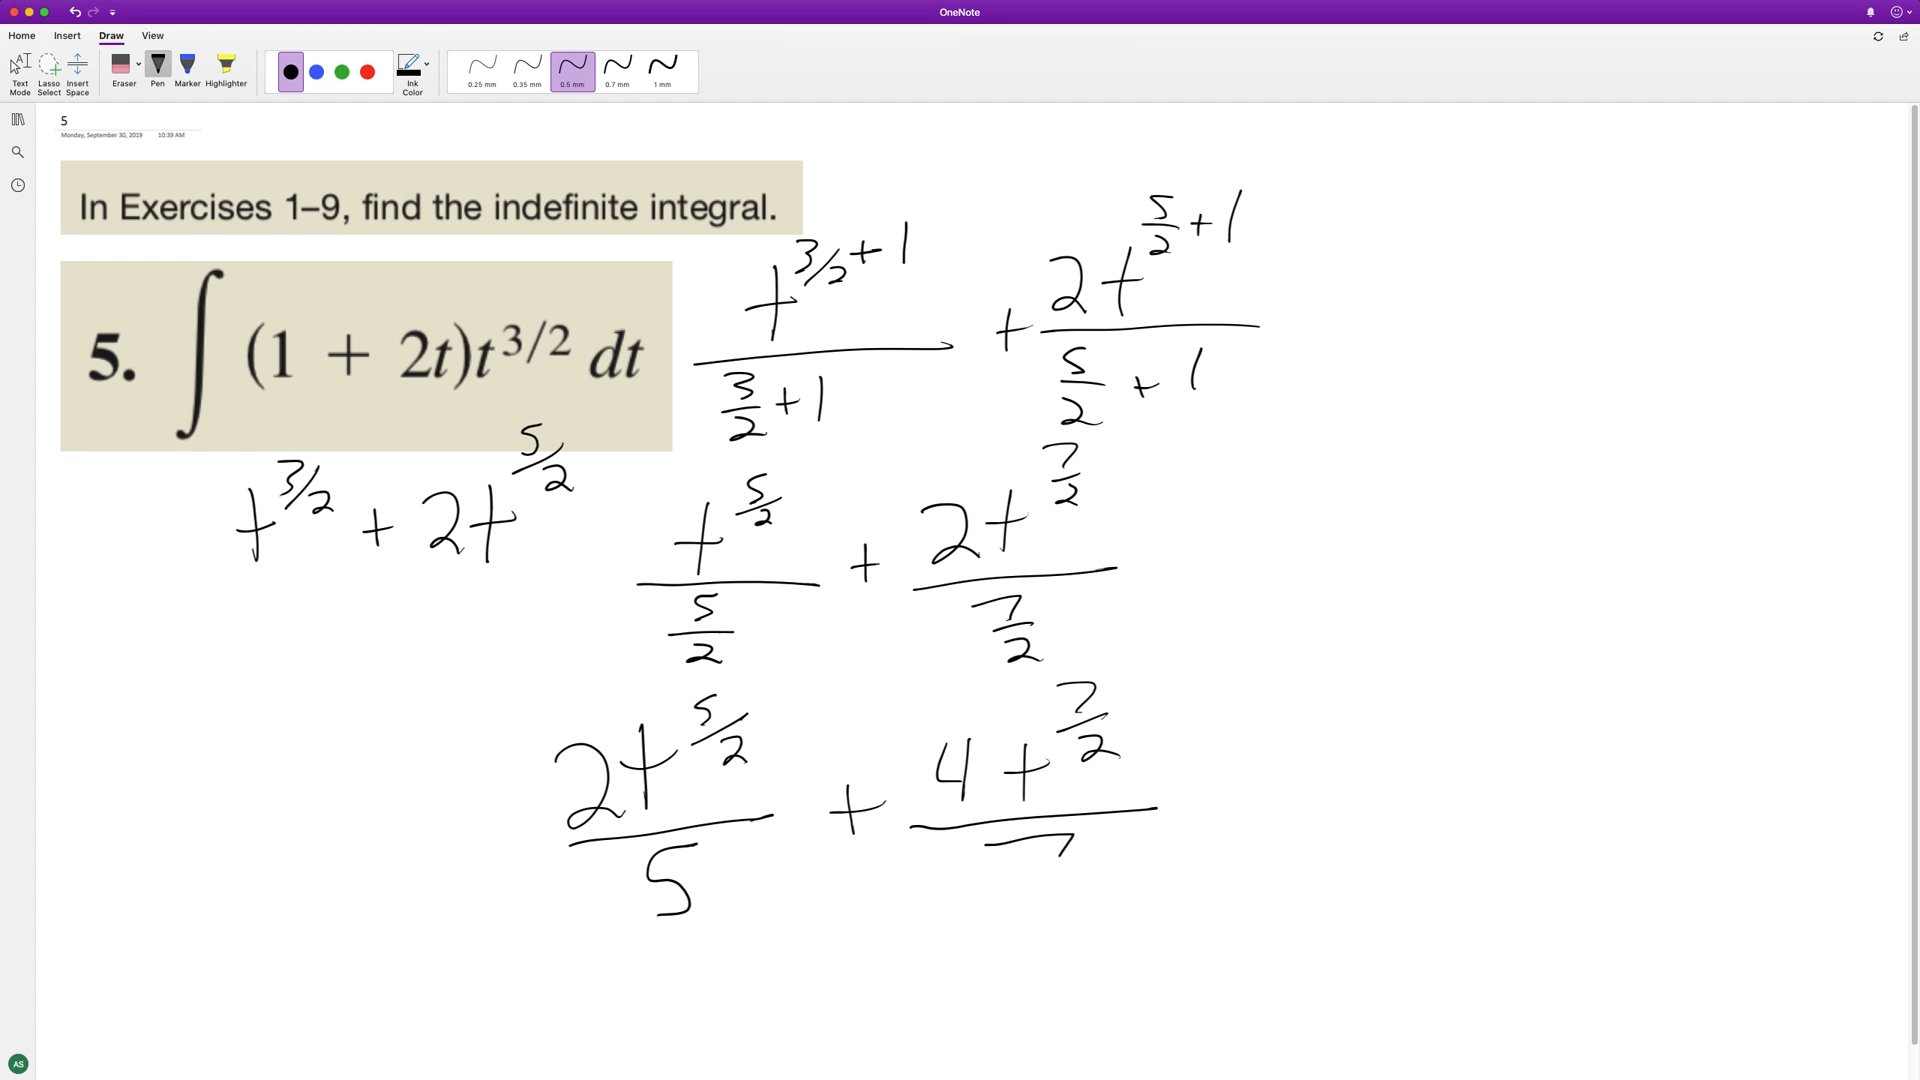 OneNote
Home Insert Draw View
Text Mode
Lasso Select
Insert Space
Eraser
Pen
Marker
Highlighter
Ink Color
0.25 mm
0.35 mm
0.5 mm
0.7 mm
1 mm
5
Monday, September 30, 2019 10:39 AM
In Exercises 1–9, find the indefinite integral.
5. ∫ (1 + 2t)t^3/2 dt
t^3/2 + 2t^5/2
t^(3/2 + 1) / (3/2 + 1) + 2t^(5/2 + 1) / (5/2 + 1)
t^5/2 / (5/2) + 2t^7/2 / (7/2)
2t^5/2 / 5 + 4t^7/2 / 7
AS